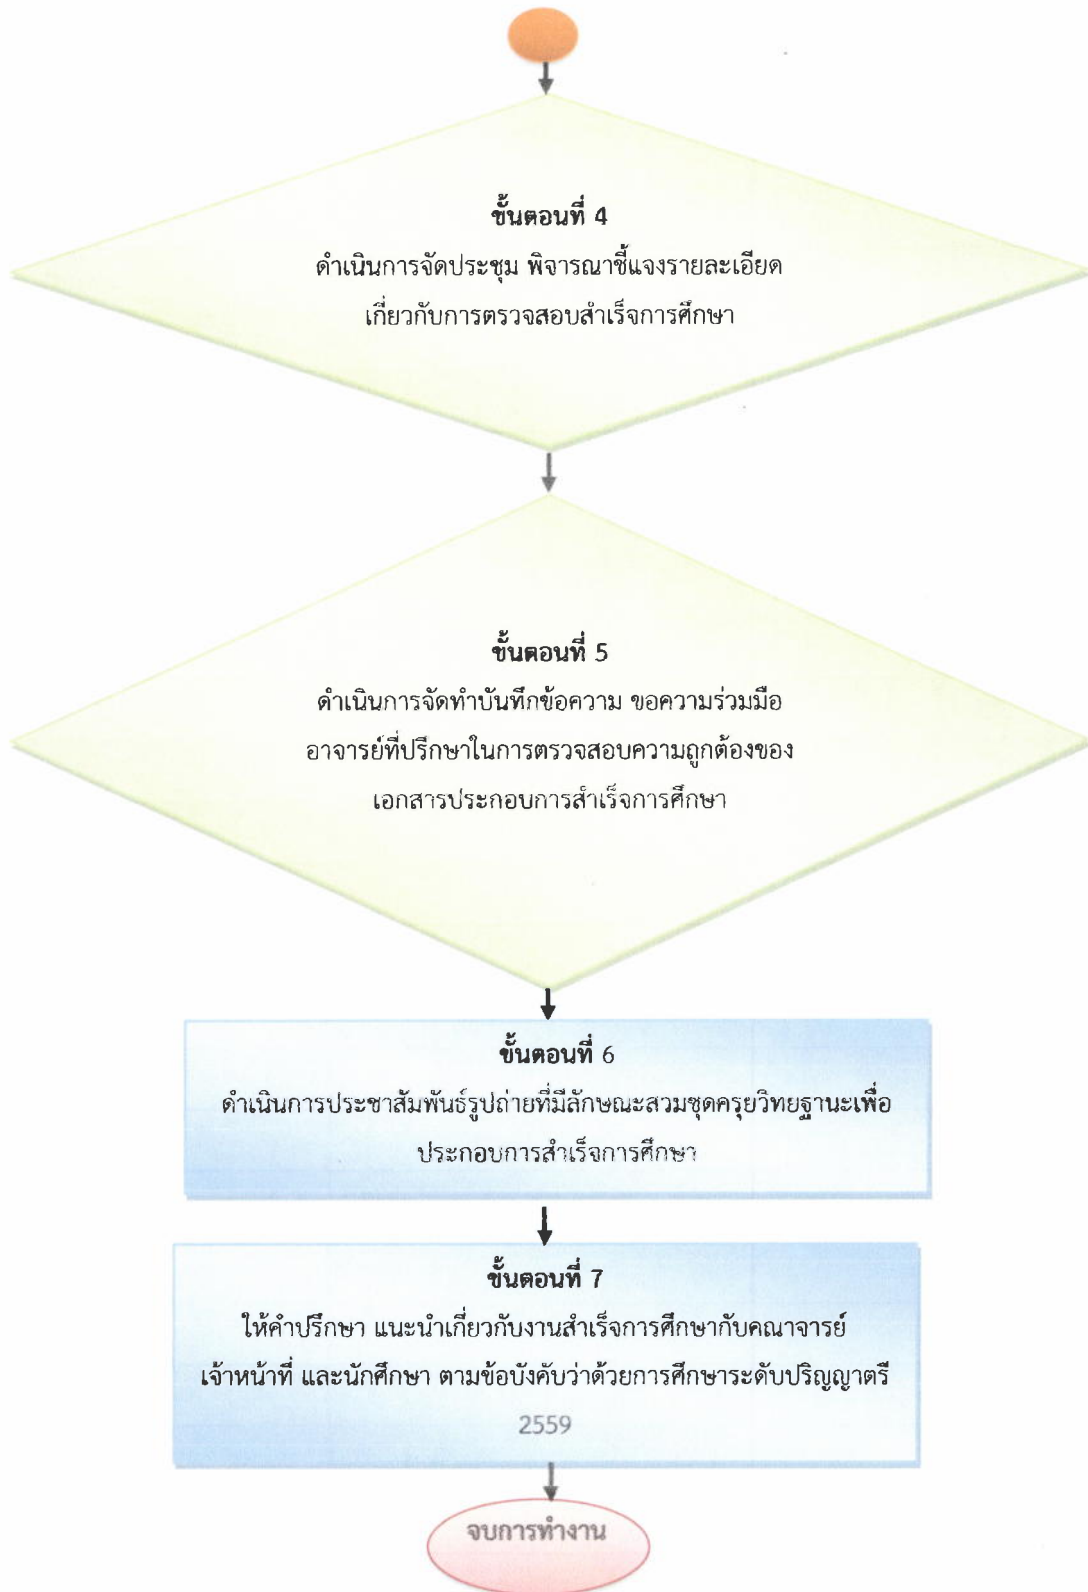 ขั้นตอนที่ 4
ดำเนินการจัดประชุม พิจารณาชี้แจงรายละเอียด
เกี่ยวกับการตรวจสอบสำเร็จการศึกษา
ขั้นตอนที่ 5
ดำเนินการจัดทำบันทึกข้อความ ขอความร่วมมือ
อาจารย์ที่ปรึกษาในการตรวจสอบความถูกต้องของ
เอกสารประกอบการสำเร็จการศึกษา
ขั้นตอนที่ 6
ดำเนินการประชาสัมพันธ์รูปถ่ายที่มีลักษณะสวมชุดครุยวิทยฐานะเพื่อ
ประกอบการสำเร็จการศึกษา
ขั้นตอนที่ 7
ให้คำปรึกษา แนะนำเกี่ยวกับงานสำเร็จการศึกษากับคณาจารย์
เจ้าหน้าที่ และนักศึกษา ตามข้อบังคับว่าด้วยการศึกษาระดับปริญญาตรี
2559
จบการทำงาน